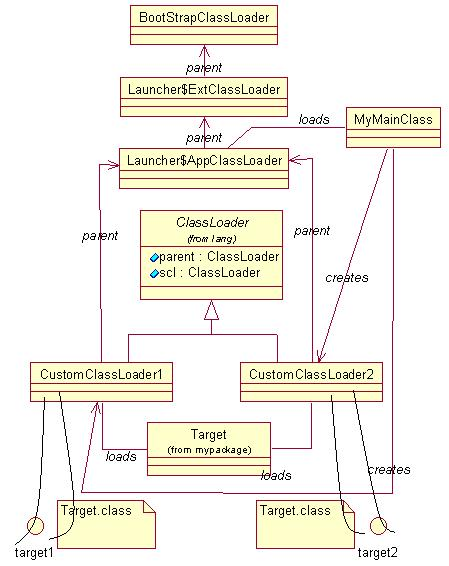 BootStrapClassLoader
parent
Launcher$ExtClassLoader
parent
loads
MyMainClass
Launcher$AppClassLoader
ClassLoader
(from lang)
parent : ClassLoader
scl : ClassLoader
parent
parent
creates
CustomClassLoader1
CustomClassLoader2
Target
(from mypackage)
loads
loads
creates
Target.class
Target.class
target1
target2